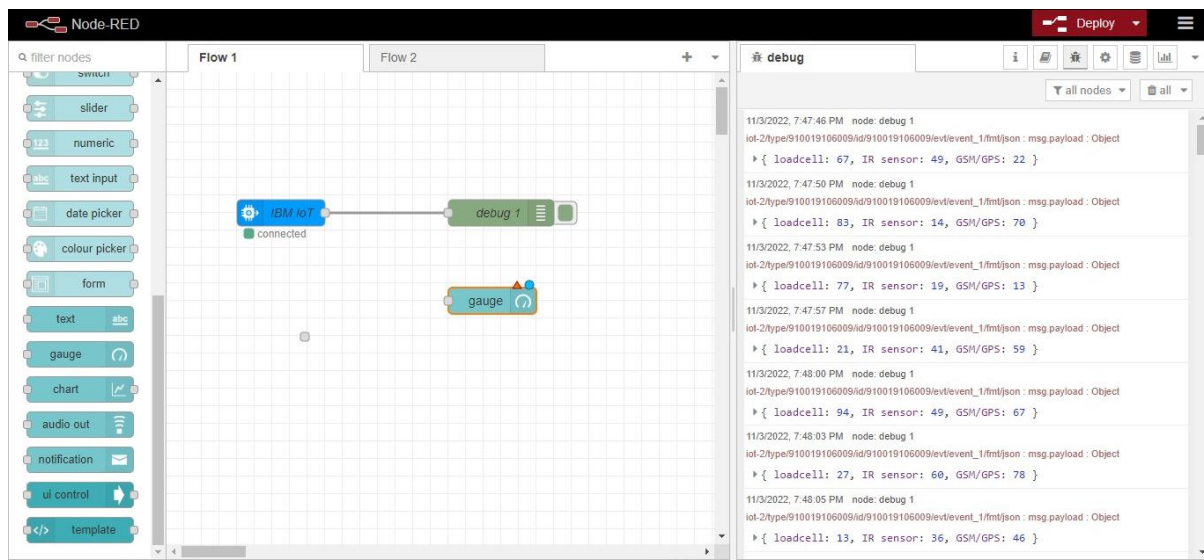 Node-RED
Deploy
filter nodes
Flow 1
Flow 2
debug
i
all nodes
all
switch
slider
123 numeric
abc text input
date picker
colour picker
form
text abc
gauge
chart
audio out
notification
ui control
</> template
IBM IoT
connected
debug 1
gauge
11/3/2022, 7:47:46 PM node: debug 1
iot-2/type/910019106009/id/910019106009/evt/event_1/fmt/json : msg.payload : Object
{ loadcell: 67, IR sensor: 49, GSM/GPS: 22 }
11/3/2022, 7:47:50 PM node: debug 1
iot-2/type/910019106009/id/910019106009/evt/event_1/fmt/json : msg.payload : Object
{ loadcell: 83, IR sensor: 14, GSM/GPS: 70 }
11/3/2022, 7:47:53 PM node: debug 1
iot-2/type/910019106009/id/910019106009/evt/event_1/fmt/json : msg.payload : Object
{ loadcell: 77, IR sensor: 19, GSM/GPS: 13 }
11/3/2022, 7:47:57 PM node: debug 1
iot-2/type/910019106009/id/910019106009/evt/event_1/fmt/json : msg.payload : Object
{ loadcell: 21, IR sensor: 41, GSM/GPS: 59 }
11/3/2022, 7:48:00 PM node: debug 1
iot-2/type/910019106009/id/910019106009/evt/event_1/fmt/json : msg.payload : Object
{ loadcell: 94, IR sensor: 49, GSM/GPS: 67 }
11/3/2022, 7:48:03 PM node: debug 1
iot-2/type/910019106009/id/910019106009/evt/event_1/fmt/json : msg.payload : Object
{ loadcell: 27, IR sensor: 60, GSM/GPS: 78 }
11/3/2022, 7:48:05 PM node: debug 1
iot-2/type/910019106009/id/910019106009/evt/event_1/fmt/json : msg.payload : Object
{ loadcell: 13, IR sensor: 36, GSM/GPS: 46 }